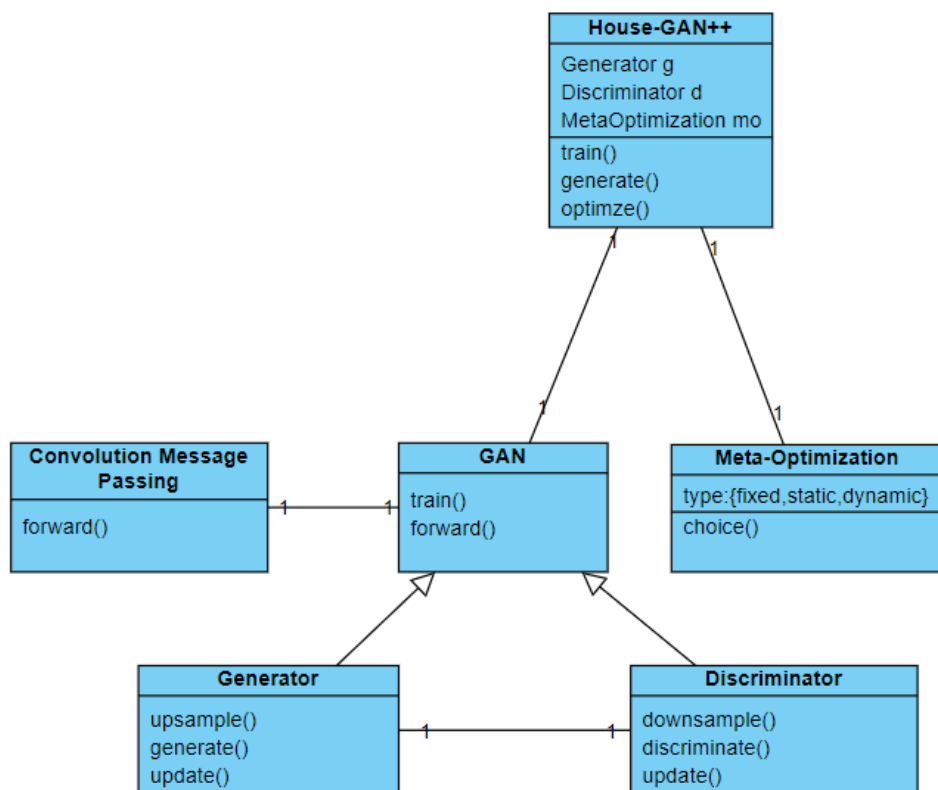 House-GAN++
Generator g
Discriminator d
MetaOptimization mo
train()
generate()
optimze()
1
1
1
1
Convolution Message
Passing
forward()
1
1
GAN
train()
forward()
Meta-Optimization
type:{fixed,static,dynamic}
choice()
Generator
upsample()
generate()
update()
1
1
Discriminator
downsample()
discriminate()
update()